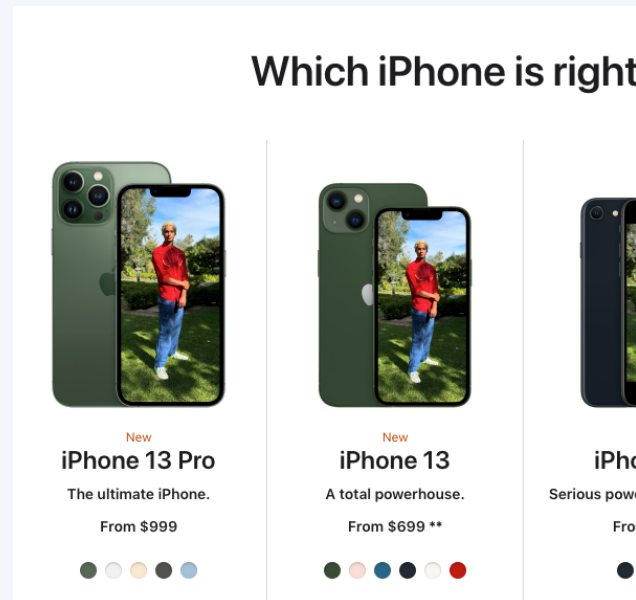 Which iPhone is right
New
iPhone 13 Pro
The ultimate iPhone.
From $999
New
iPhone 13
A total powerhouse.
From $699 **
Serious